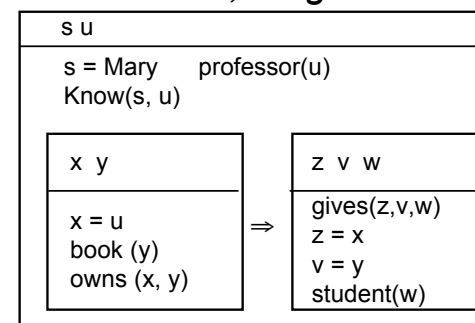 s u
s = Mary professor(u)
Know(s, u)
x y
x = u
book (y)
owns (x, y)
⇒
z v w
gives(z,v,w)
z = x
v = y
student(w)